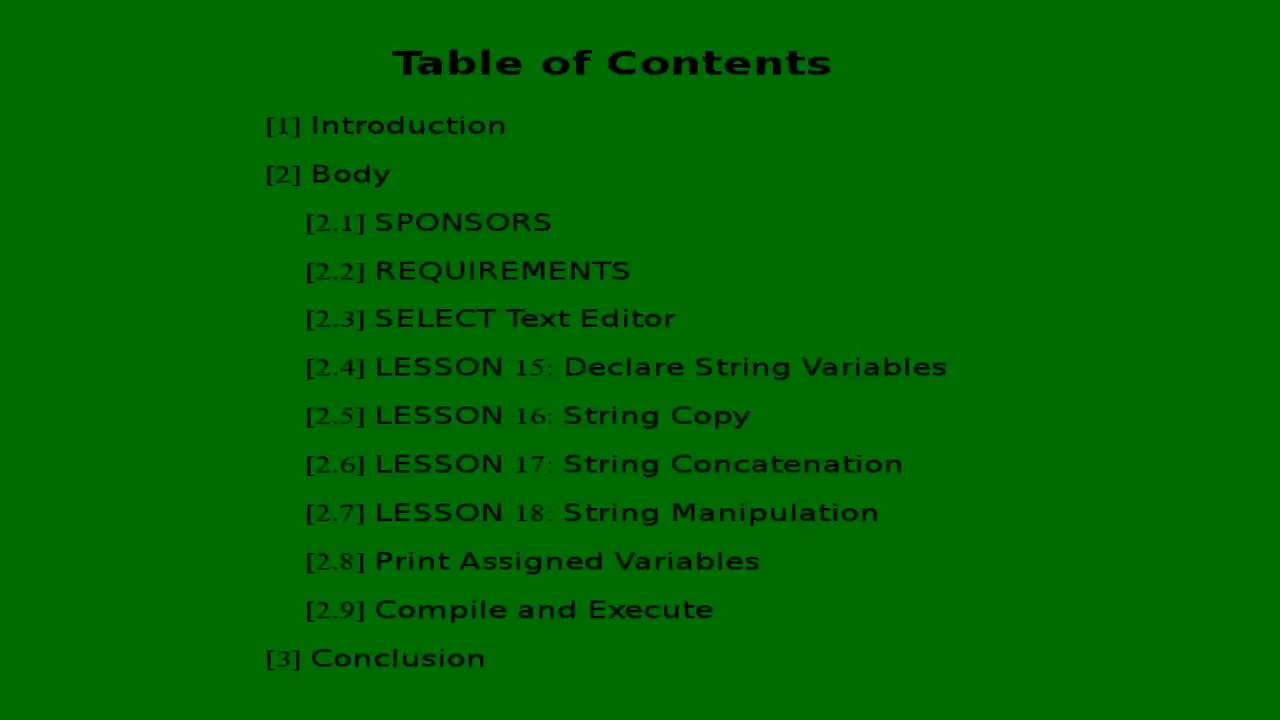 Table of Contents
[1] Introduction
[2] Body
[2.1] SPONSORS
[2.2] REQUIREMENTS
[2.3] SELECT Text Editor
[2.4] LESSON 15: Declare String Variables
[2.5] LESSON 16: String Copy
[2.6] LESSON 17: String Concatenation
[2.7] LESSON 18: String Manipulation
[2.8] Print Assigned Variables
[2.9] Compile and Execute
[3] Conclusion